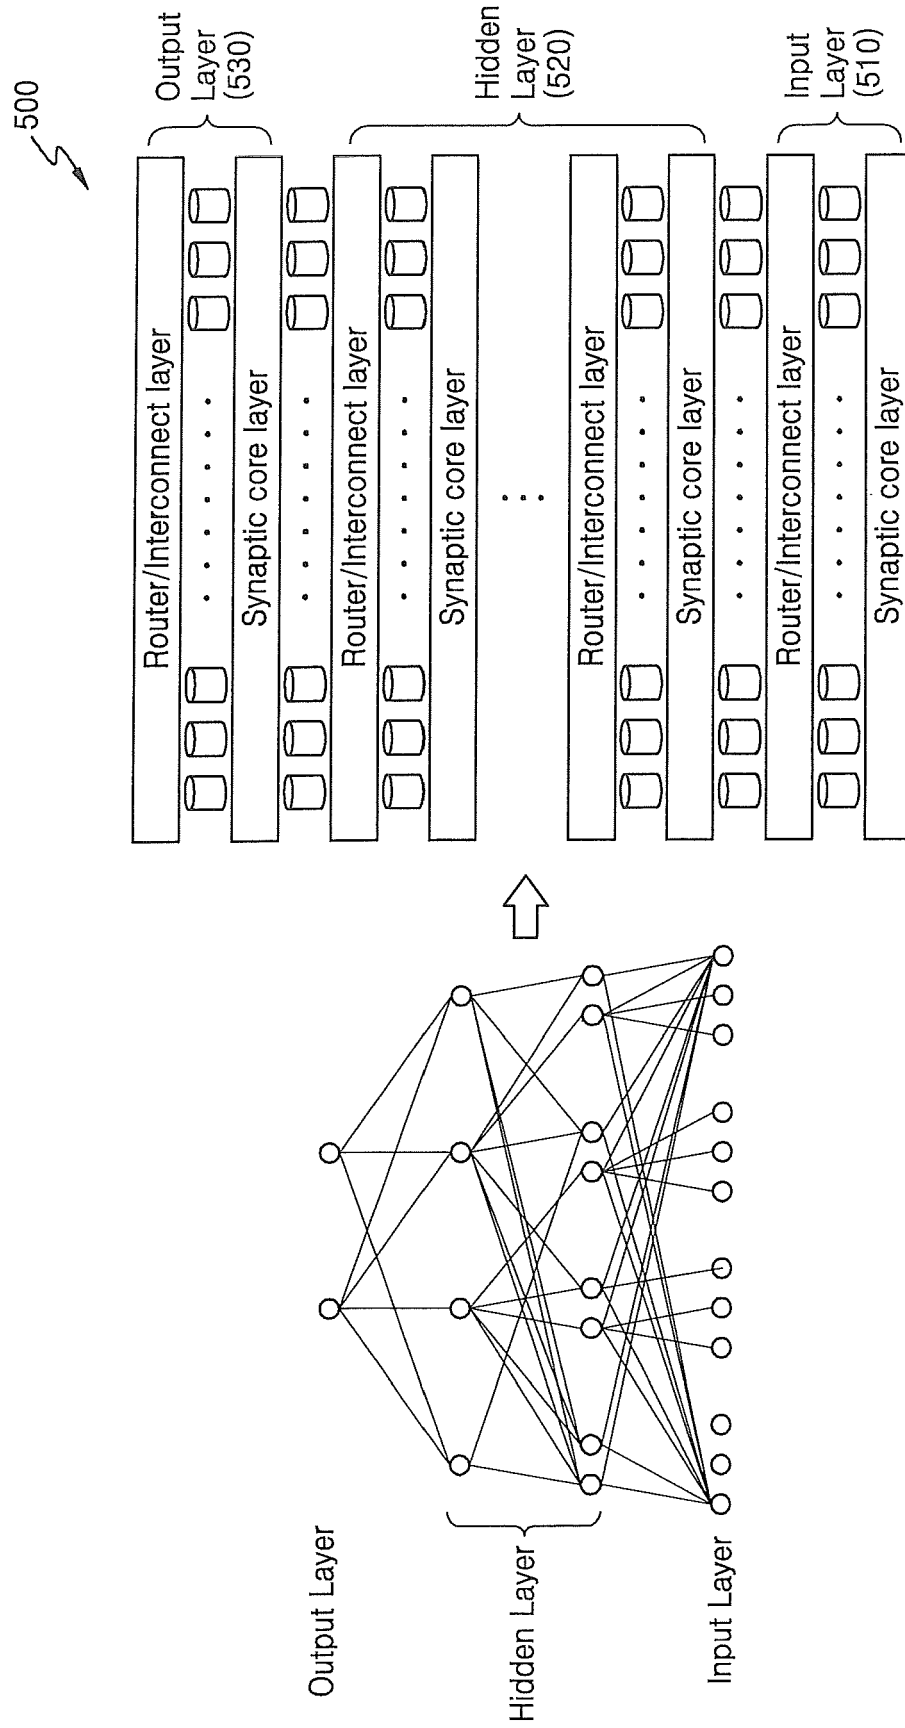 500
Output Layer
Hidden Layer
Input Layer
Router/Interconnect layer
Synaptic core layer
Router/Interconnect layer
Synaptic core layer
Router/Interconnect layer
Synaptic core layer
Router/Interconnect layer
Synaptic core layer
Output
Layer
(530)
Hidden
Layer
(520)
Input
Layer
(510)